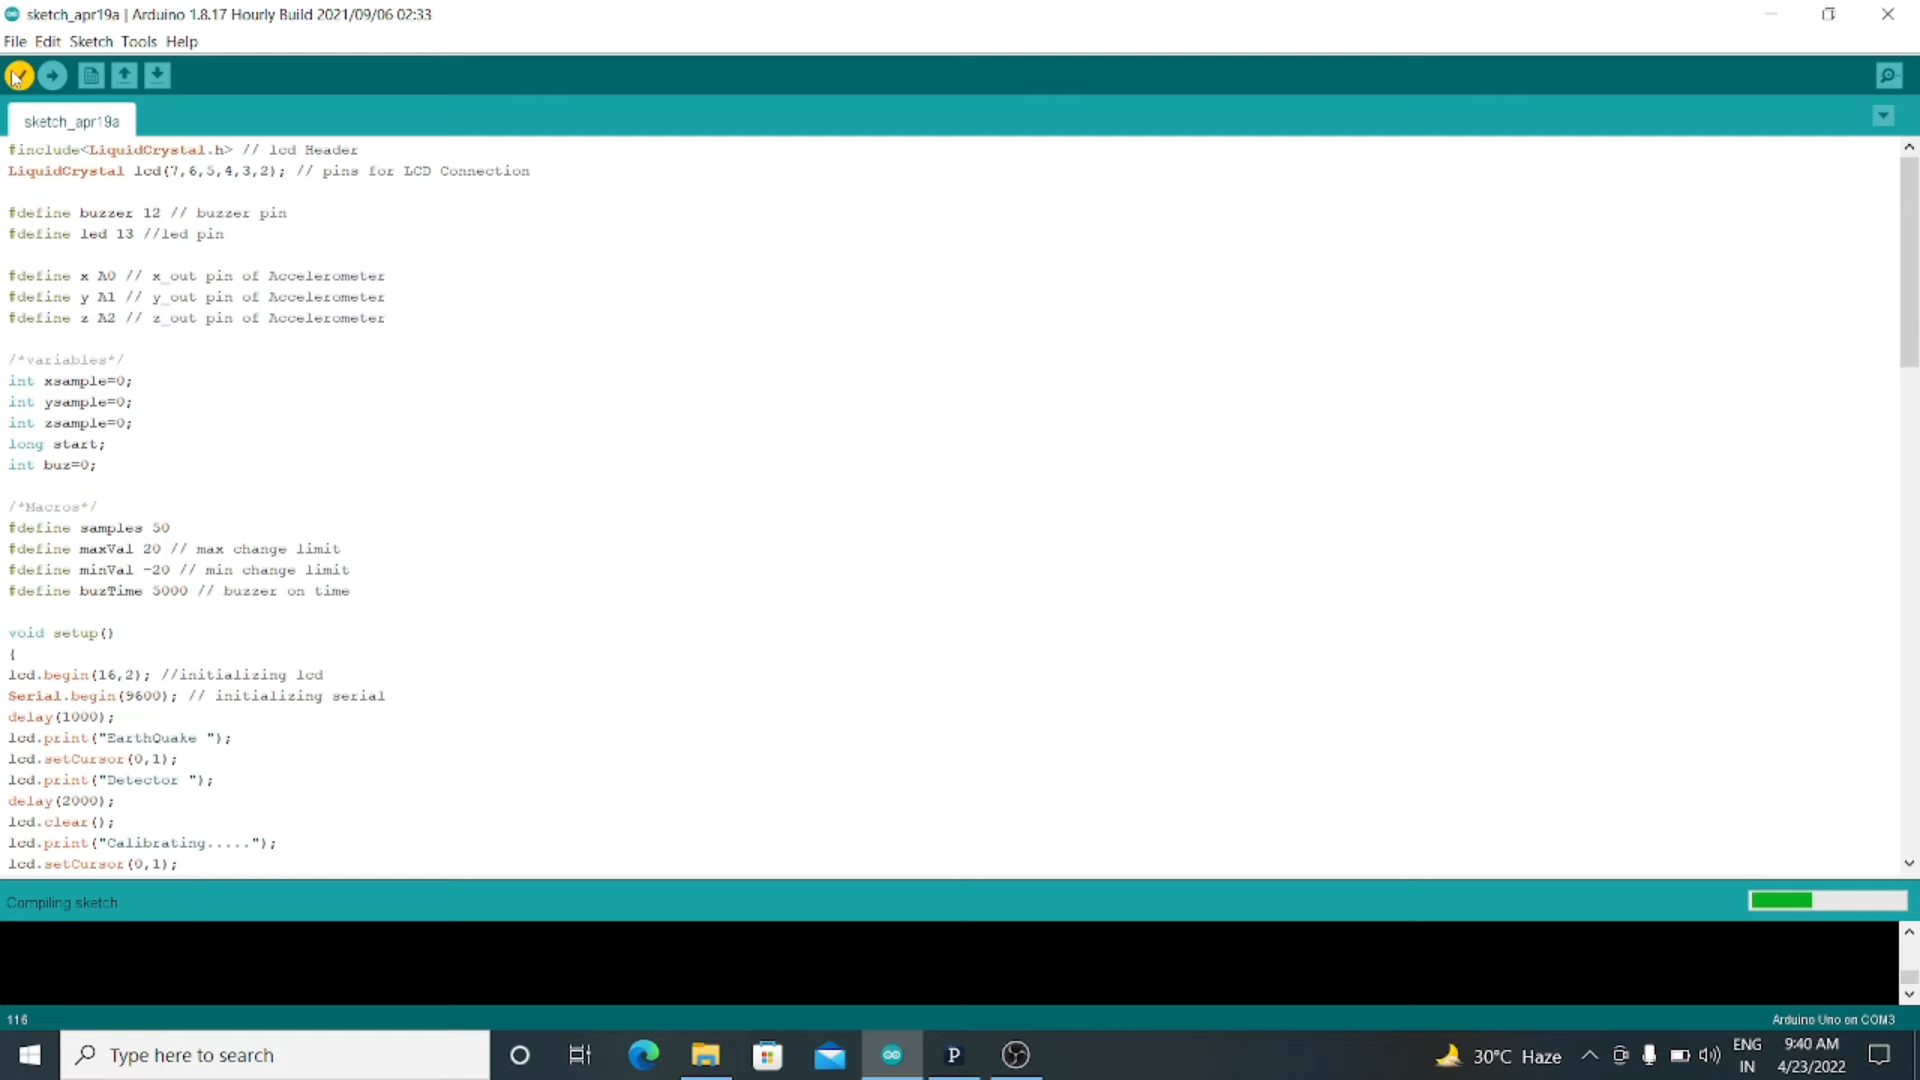 sketch_apr19a | Arduino 1.8.17 Hourly Build 2021/09/06 02:33
File Edit Sketch Tools Help
sketch_apr19a
#include<LiquidCrystal.h> // lcd Header
LiquidCrystal lcd(7,6,5,4,3,2); // pins for LCD Connection
#define buzzer 12 // buzzer pin
#define led 13 //led pin
#define x A0 // x_out pin of Accelerometer
#define y A1 // y_out pin of Accelerometer
#define z A2 // z_out pin of Accelerometer
/*variables*/
int xsample=0;
int ysample=0;
int zsample=0;
long start;
int buz=0;
/*Macros*/
#define samples 50
#define maxVal 20 // max change limit
#define minVal -20 // min change limit
#define buzTime 5000 // buzzer on time
void setup()
{
lcd.begin(16,2); //initializing lcd
Serial.begin(9600); // initializing serial
delay(1000);
lcd.print("EarthQuake ");
lcd.setCursor(0,1);
lcd.print("Detector ");
delay(2000);
lcd.clear();
lcd.print("Calibrating.....");
lcd.setCursor(0,1);
Compiling sketch
116
Arduino Uno on COM3
Type here to search
30°C Haze
ENG
IN
9:40 AM
4/23/2022